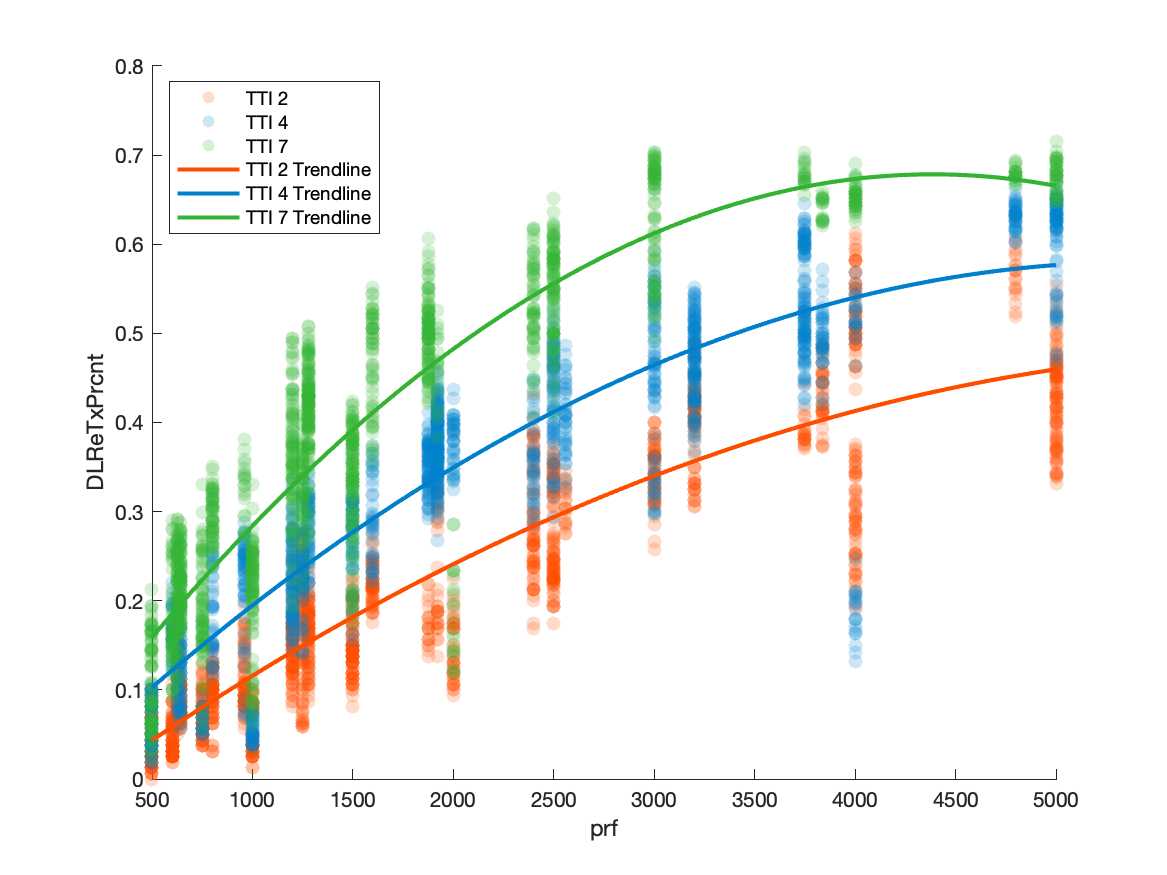 0.8
0.7
0.6
0.5
0.4
0.3
0.2
0.1
0
DLReTxPrcnt
TTI 2
TTI 4
TTI 7
TTI 2 Trendline
TTI 4 Trendline
TTI 7 Trendline
500 1000 1500 2000 2500 3000 3500 4000 4500 5000
prf